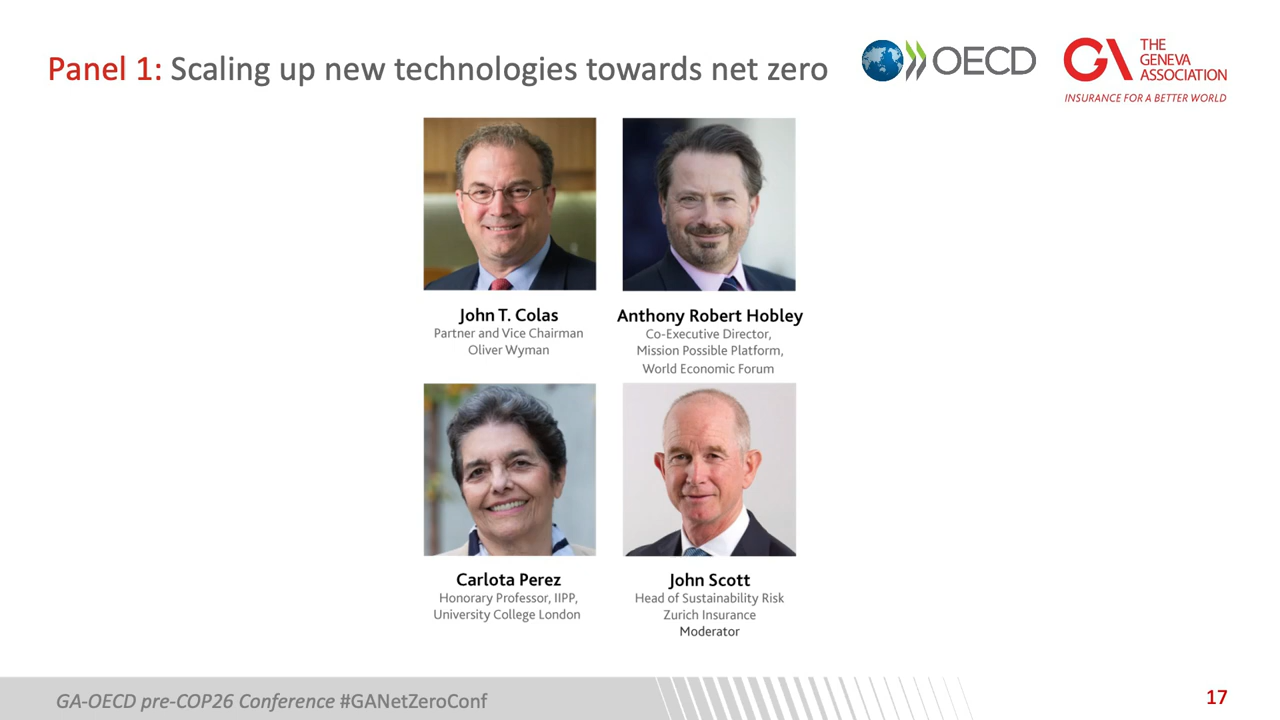 Panel 1: Scaling up new technologies towards net zero
OECD
GA
THE
GENEVA
ASSOCIATION
INSURANCE FOR A BETTER WORLD
John T. Colas
Partner and Vice Chairman
Oliver Wyman
Anthony Robert Hobley
Co-Executive Director,
Mission Possible Platform,
World Economic Forum
Carlota Perez
Honorary Professor, IIPP,
University College London
John Scott
Head of Sustainability Risk
Zurich Insurance
Moderator
GA-OECD pre-COP26 Conference #GANetZeroConf
17